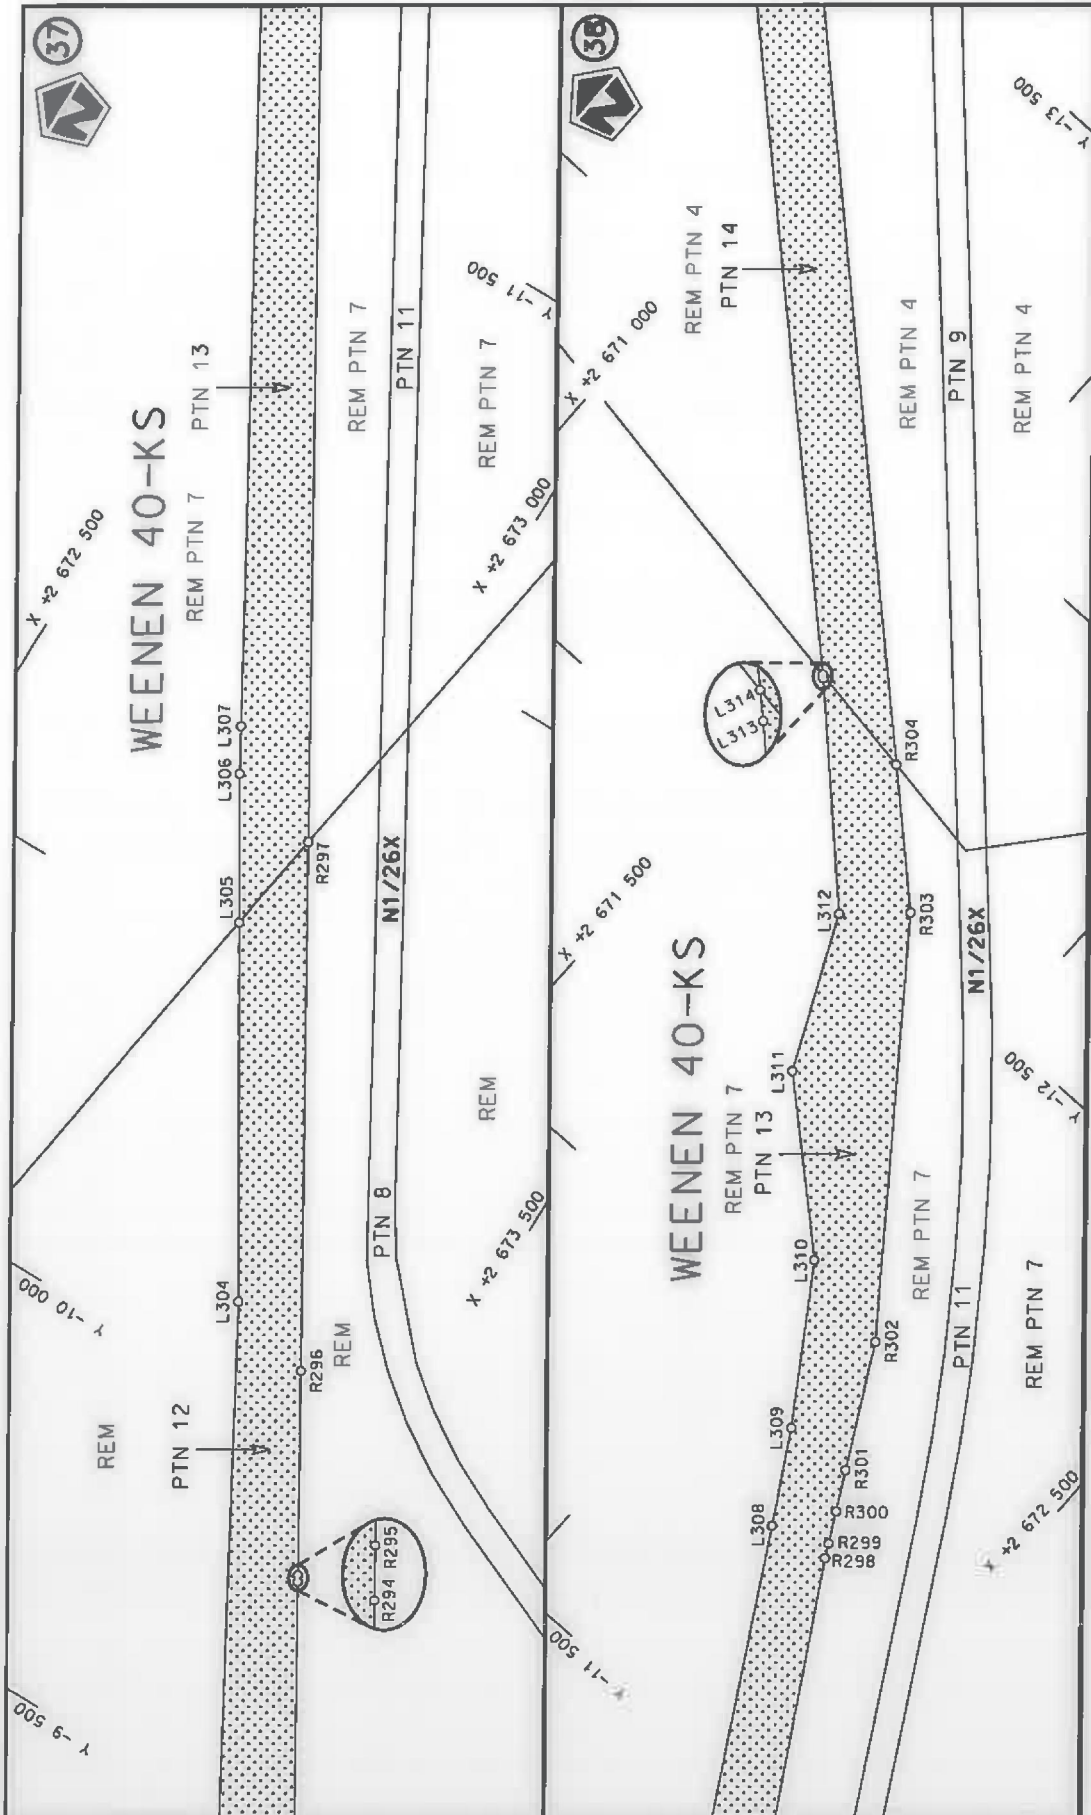 37
X +2 672 500
WEENEN 40-KS
REM PTN 7
PTN 13
REM PTN 7
PTN 11
REM PTN 7
Y -11 500
X +2 673 000
L307
L306
L305
R297
N1/26X
REM
PTN 8
X +2 673 500
Y -10 000
L304
R296
REM
REM
PTN 12
R295
R294
Y -9 500
38
Y -13 500
REM PTN 4
PTN 14
X +2 671 000
REM PTN 4
PTN 9
REM PTN 4
L314
L313
R304
L312
R303
N1/26X
X +2 671 500
WEENEN 40-KS
L311
REM PTN 7
PTN 13
Y -12 500
L310
REM PTN 7
PTN 11
REM PTN 7
R302
L309
R301
L308
R300
R299
R298
X +2 672 500
Y -11 500